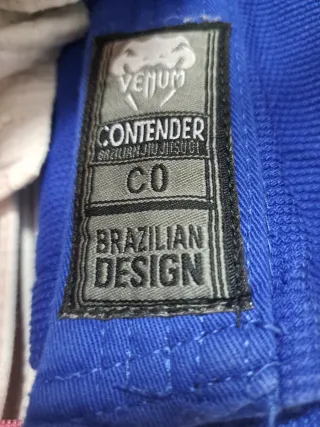 VENUM
CONTENDER
BRAZILIAN JIU JITSU GI
C0
BRAZILIAN
DESIGN